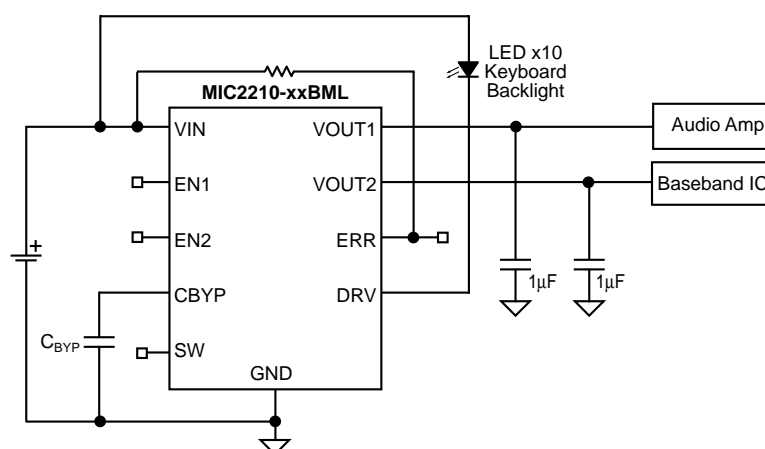 LED x10
Keyboard
Backlight
MIC2210-xxBML
VIN
VOUT1
Audio Amp
EN1
VOUT2
Baseband IC
EN2
ERR
+
CBYP
DRV
1µF
1µF
CBYP
SW
GND